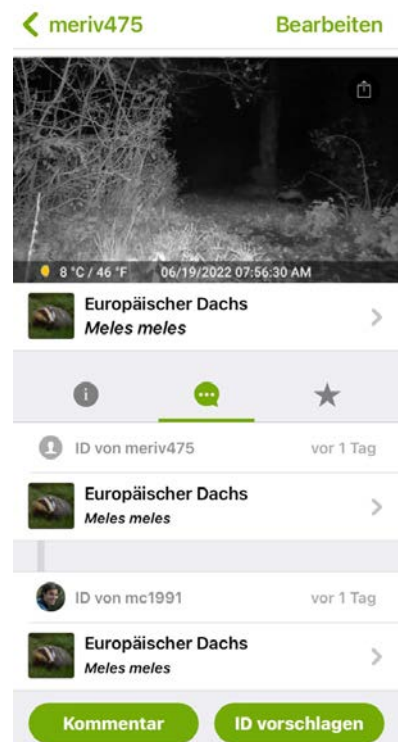 meriv475
Bearbeiten
8 °C / 46 °F 06/19/2022 07:56:30 AM
Europäischer Dachs
Meles meles
ID von meriv475 vor 1 Tag
Europäischer Dachs
Meles meles
ID von mc1991 vor 1 Tag
Europäischer Dachs
Meles meles
Kommentar
ID vorschlagen